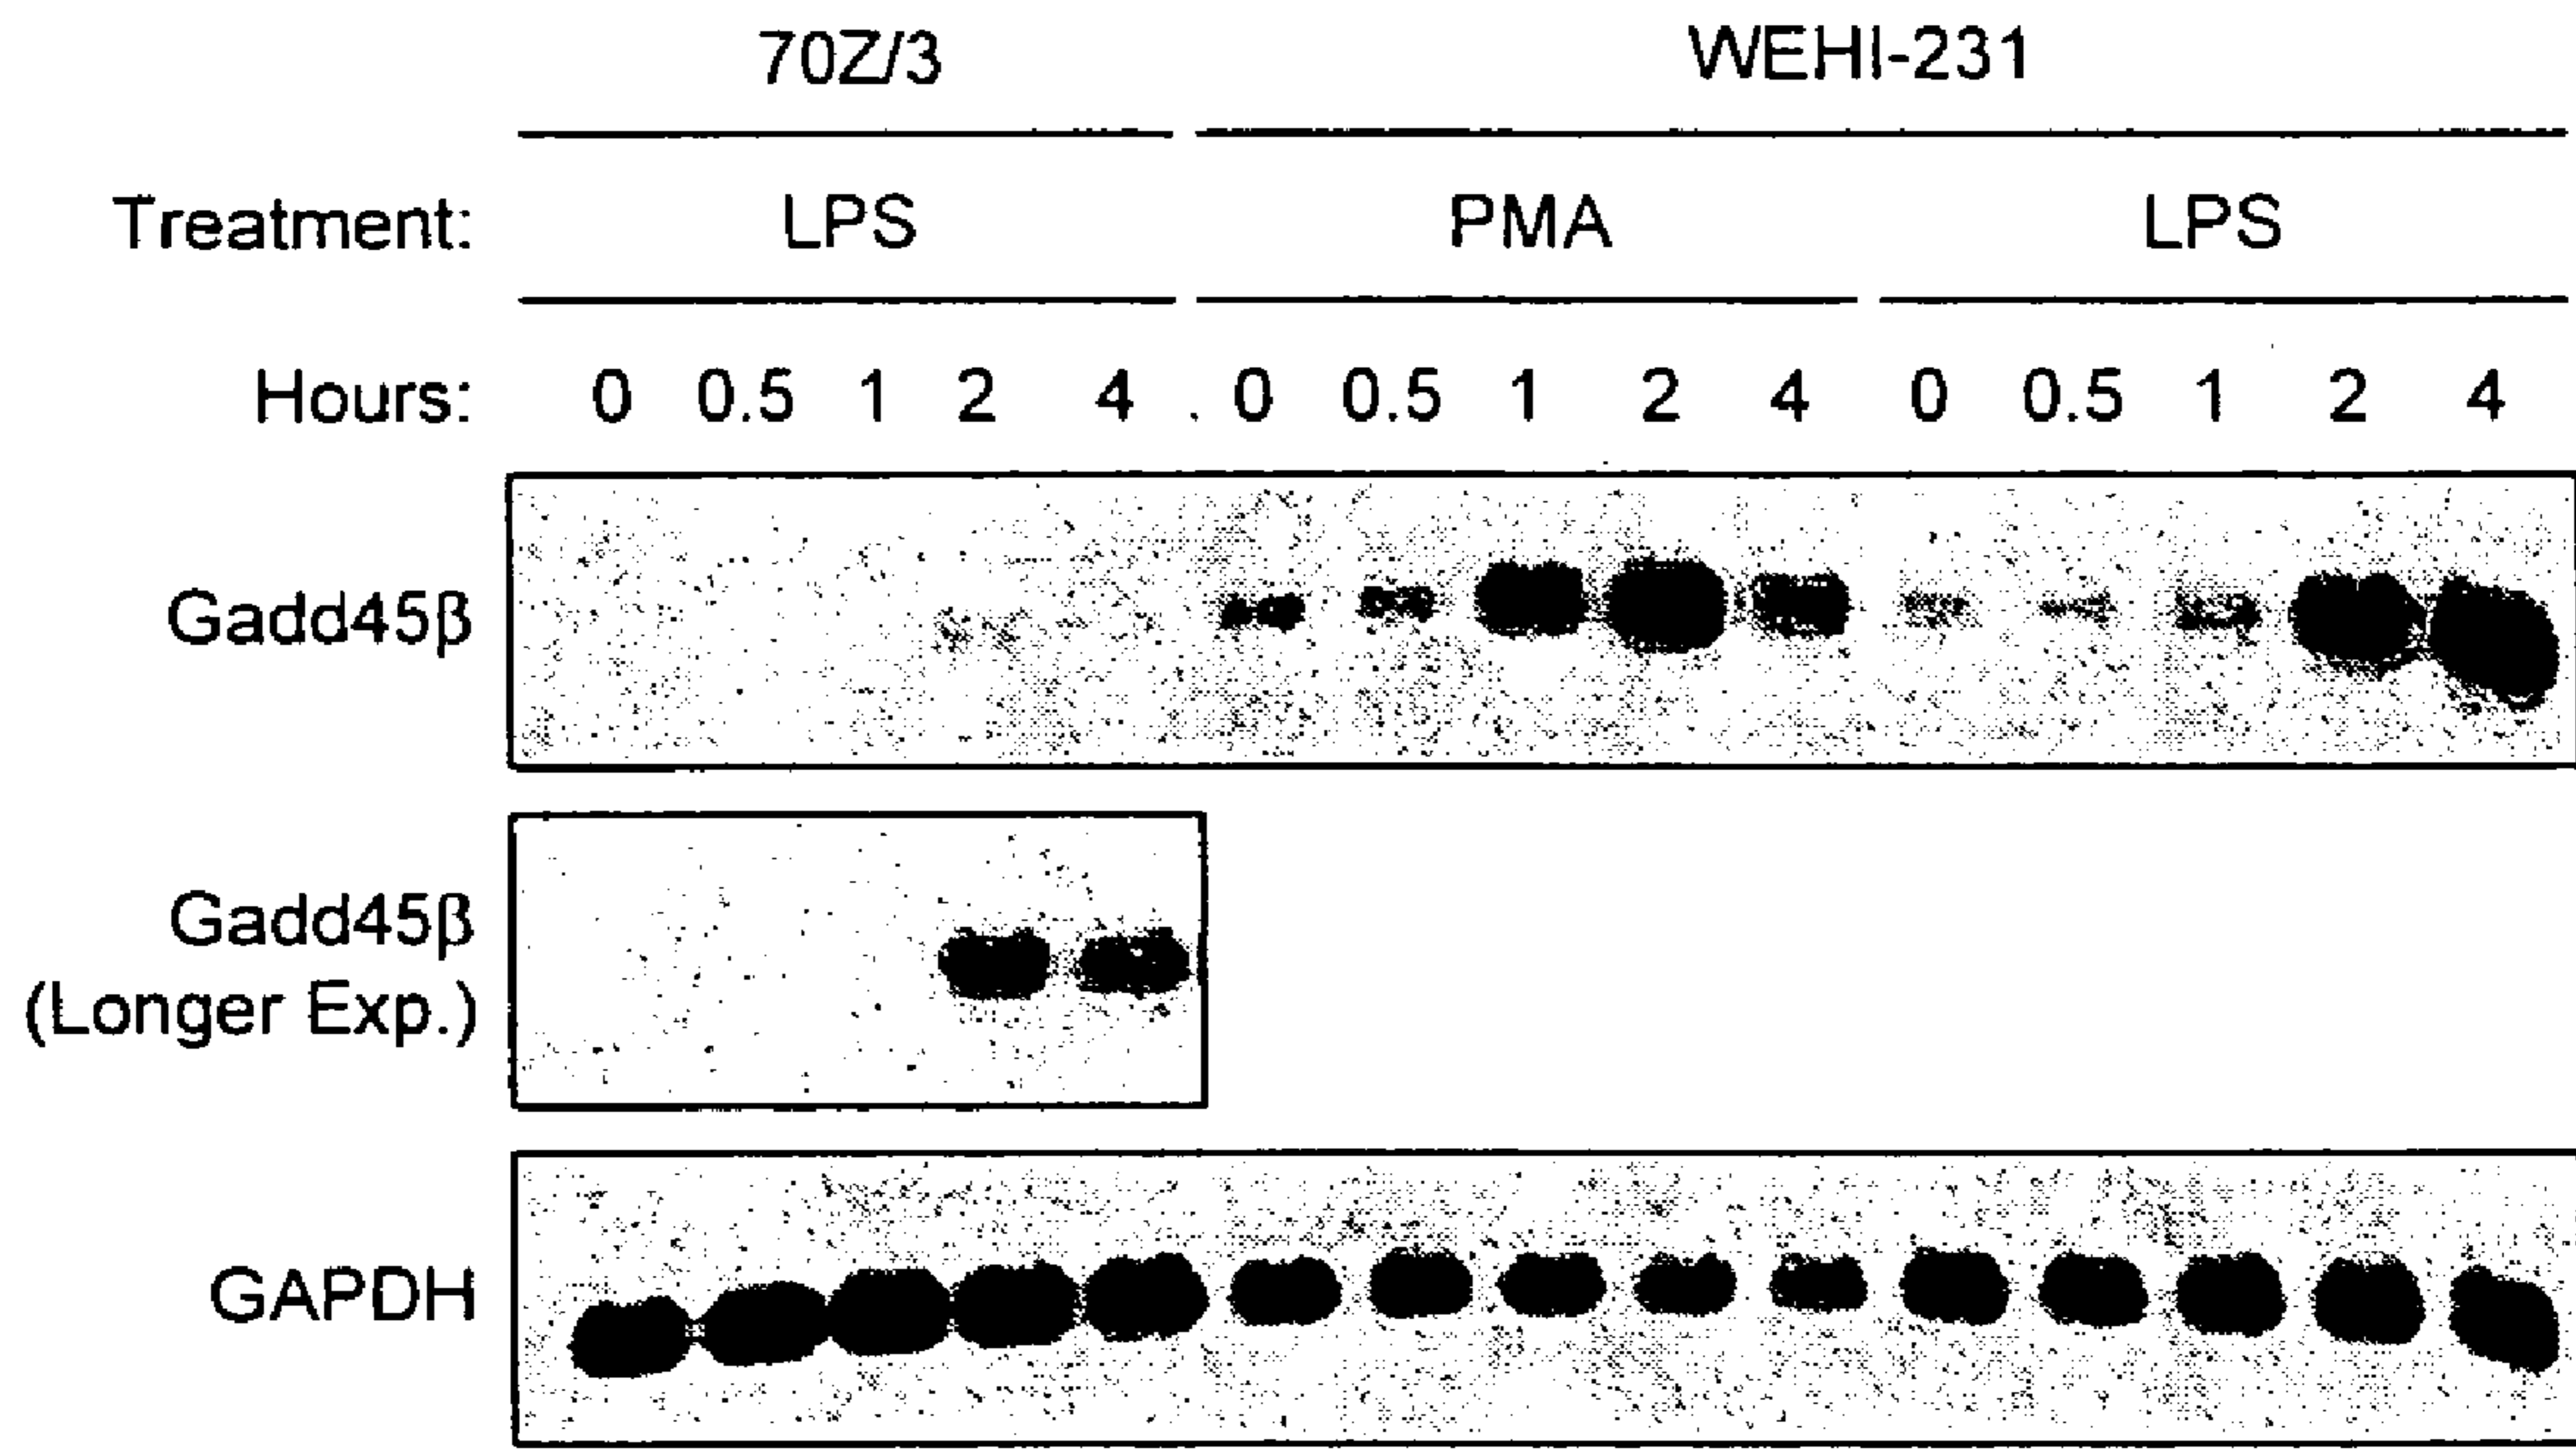 70Z/3 WEHI-231
Treatment: LPS PMA LPS
Hours: 0 0.5 1 2 4 0 0.5 1 2 4 0 0.5 1 2 4
Gadd45β
Gadd45β
(Longer Exp.)
GAPDH